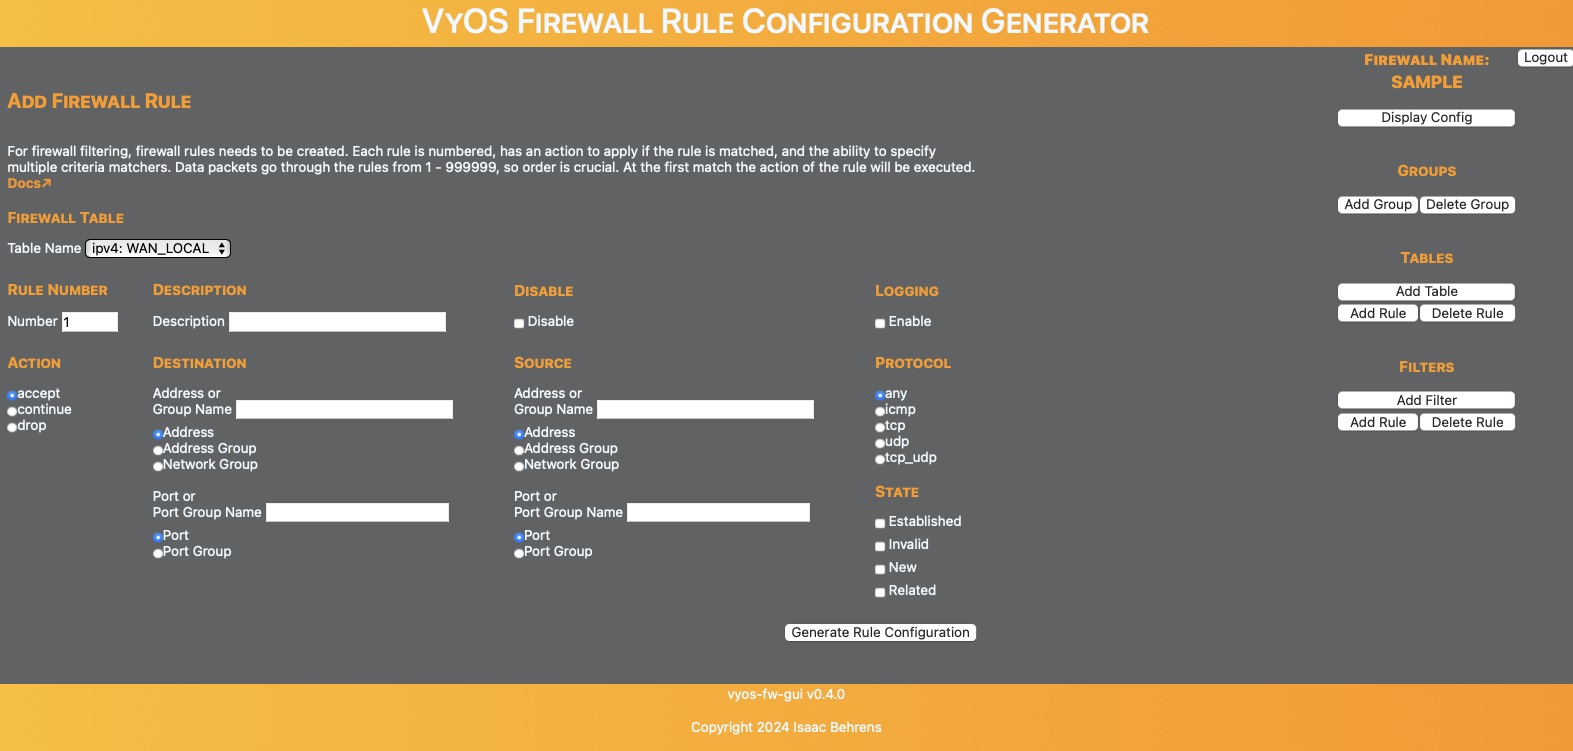 VyOS Firewall Rule Configuration Generator
Logout
Firewall Name:
SAMPLE
Display Config
Groups
Add Group Delete Group
Tables
Add Table
Add Rule Delete Rule
Filters
Add Filter
Add Rule Delete Rule
Add Firewall Rule
For firewall filtering, firewall rules needs to be created. Each rule is numbered, has an action to apply if the rule is matched, and the ability to specify
multiple criteria matchers. Data packets go through the rules from 1 - 999999, so order is crucial. At the first match the action of the rule will be executed.
Docs↗
Firewall Table
Table Name ipv4: WAN_LOCAL
Rule Number
Number 1
Description
Description
Disable
Disable
Logging
Enable
Action
accept
continue
drop
Destination
Address or
Group Name
Address
Address Group
Network Group
Port or
Port Group Name
Port
Port Group
Source
Address or
Group Name
Address
Address Group
Network Group
Port or
Port Group Name
Port
Port Group
Protocol
any
icmp
tcp
udp
tcp_udp
State
Established
Invalid
New
Related
Generate Rule Configuration
vyos-fw-gui v0.4.0
Copyright 2024 Isaac Behrens